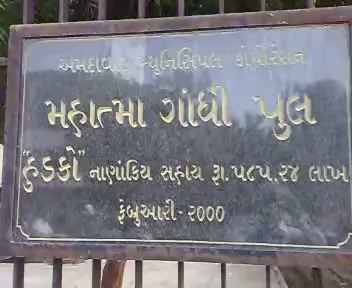 અમદાવાદ મ્યુનિસિપલ કોર્પોરેશન
મહાત્મા ગાંધી પુલ
"હુડકો" નાણાંકિય સહાય રૂા.૫૮૫.૨૪ લાખ
ફેબ્રુઆરી-૨૦૦૦